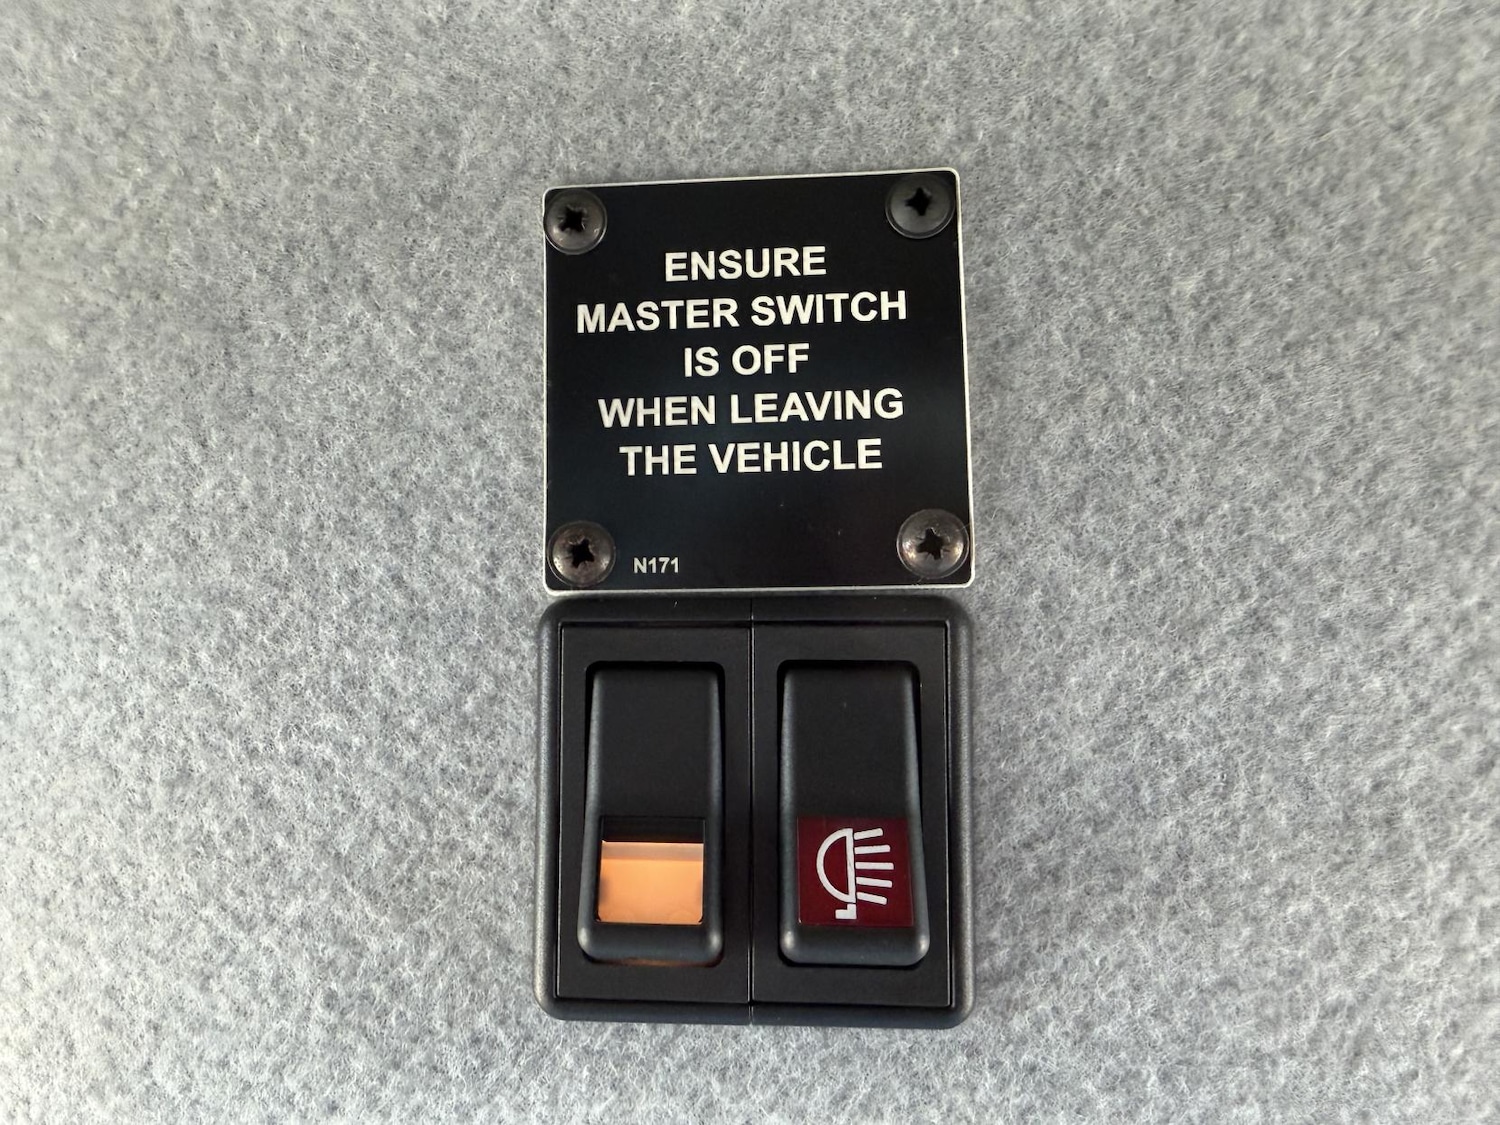 ENSURE
MASTER SWITCH
IS OFF
WHEN LEAVING
THE VEHICLE
N171